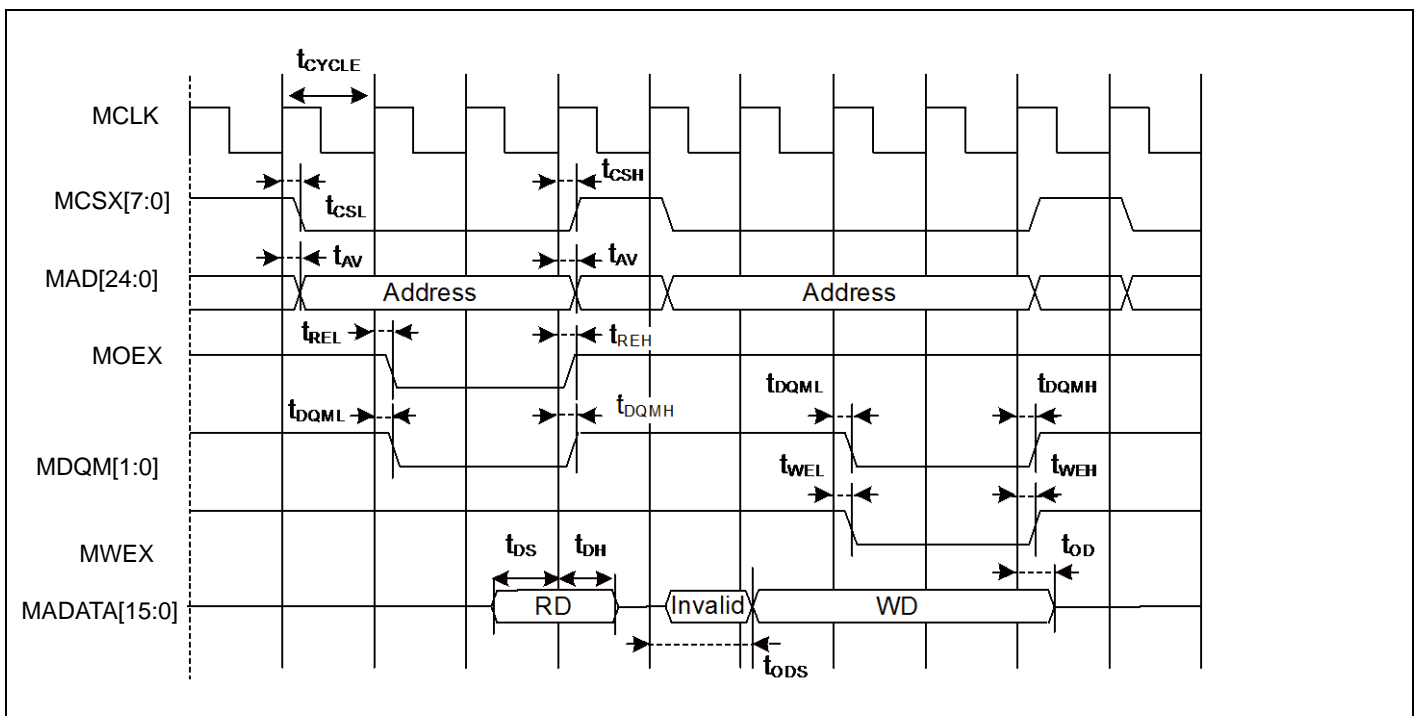 tCYCLE
MCLK
tCSH
MCSX[7:0]
tCSL
tAV
tAV
MAD[24:0]
Address
Address
tREL
tREH
MOEX
tDQML
tDQMH
tDQML
tDQMH
MDQM[1:0]
tWEL
tWEH
MWEX
tDS
tDH
tOD
MADATA[15:0]
RD
Invalid
WD
tODS